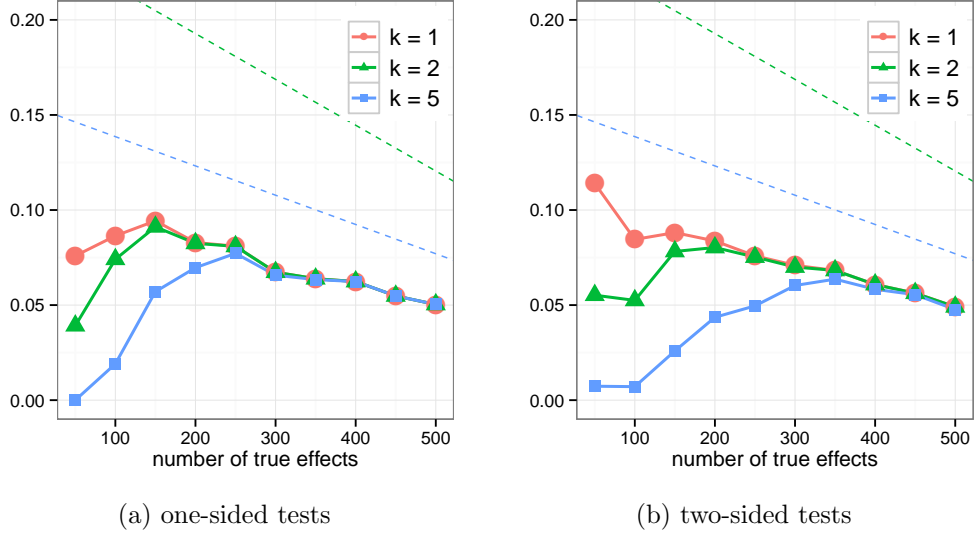 0.20
0.15
0.10
0.05
0.00
k = 1
k = 2
k = 5
100 200 300 400 500
number of true effects
(a) one-sided tests
0.20
0.15
0.10
0.05
0.00
k = 1
k = 2
k = 5
100 200 300 400 500
number of true effects
(b) two-sided tests